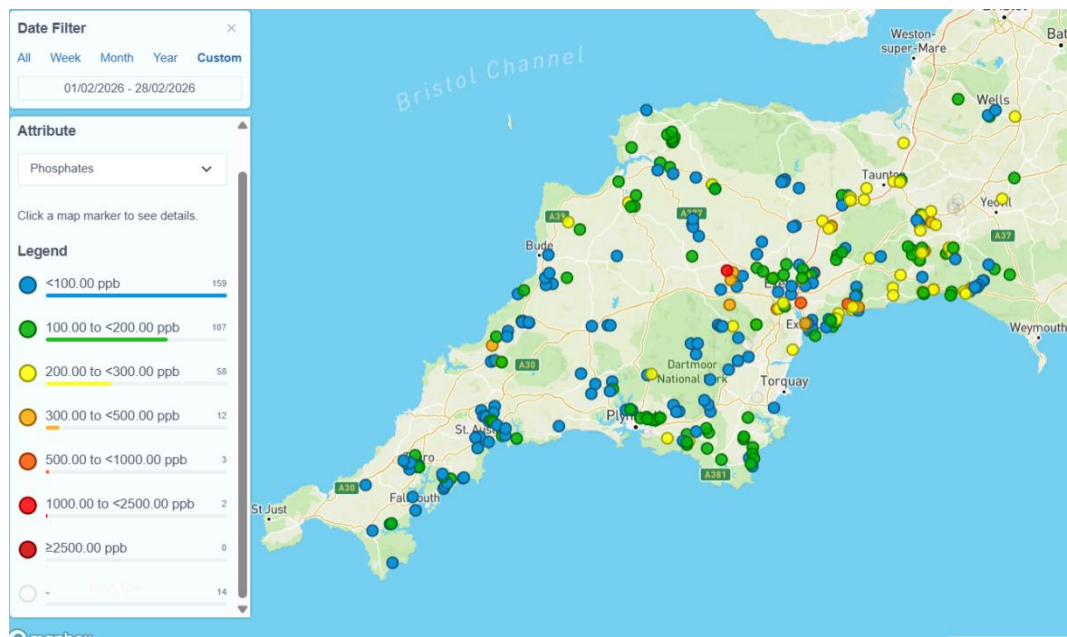 Date Filter ×
All Week Month Year Custom
01/02/2026 - 28/02/2026
Attribute
Phosphates
Click a map marker to see details.
Legend
<100.00 ppb 159
100.00 to <200.00 ppb 107
200.00 to <300.00 ppb 58
300.00 to <500.00 ppb 12
500.00 to <1000.00 ppb 3
1000.00 to <2500.00 ppb 2
≥2500.00 ppb 0
- 14
Bristol Channel
Weston-
super-Mare
Wells
Taunton
Yeovil
A39
A377
A37
Bude
Weymouth
Dartmoor
National Park
Torquay
A30
St. Aust
A381
A30
Falmouth
St Just
mapbox